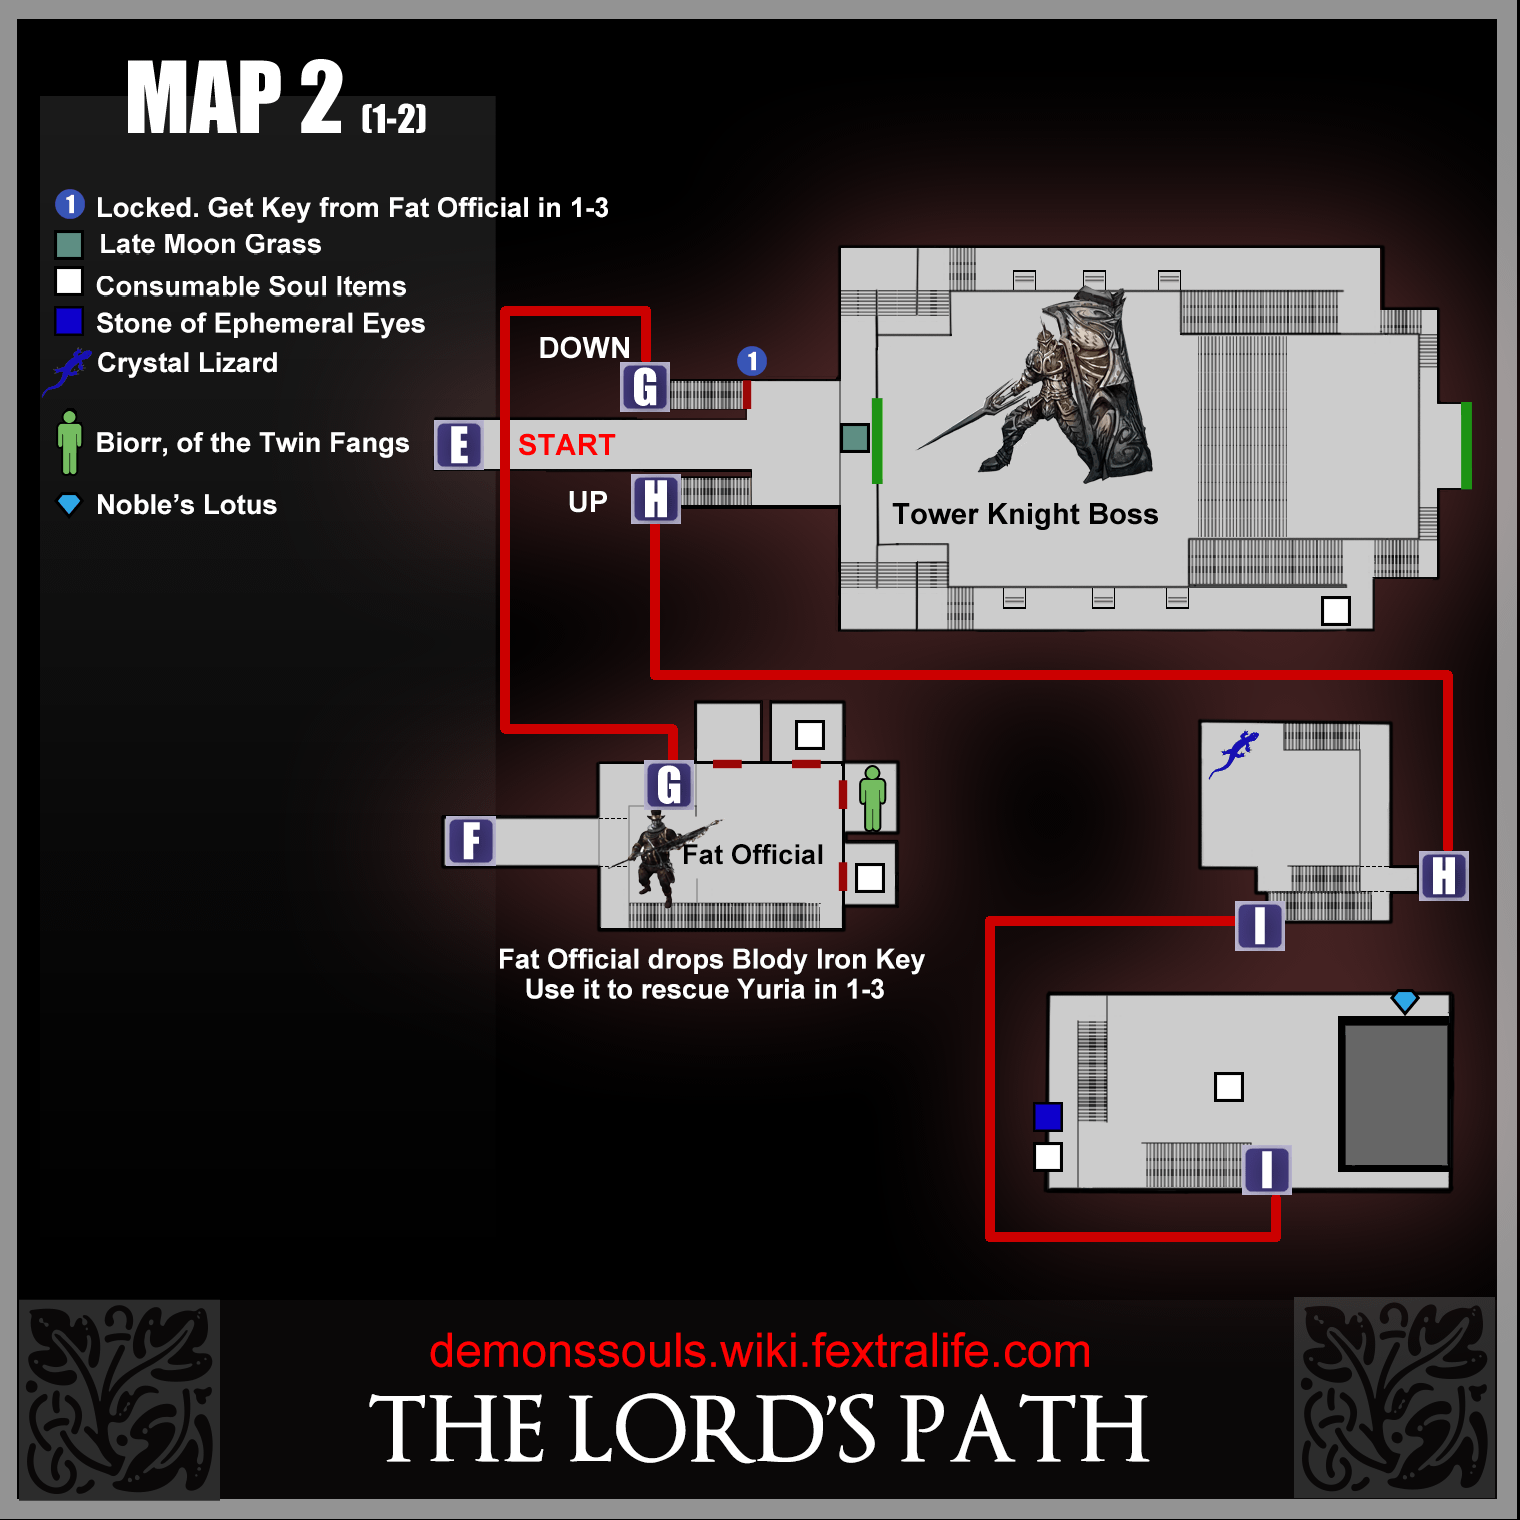 MAP 2 (1-2)
1 Locked. Get Key from Fat Official in 1-3
Late Moon Grass
Consumable Soul Items
Stone of Ephemeral Eyes
Crystal Lizard
Biorr, of the Twin Fangs
Noble's Lotus
DOWN
G
1
E
START
UP
H
Tower Knight Boss
G
F
Fat Official
Fat Official drops Blody Iron Key
Use it to rescue Yuria in 1-3
H
I
I
demonssouls.wiki.fextralife.com
THE LORD'S PATH